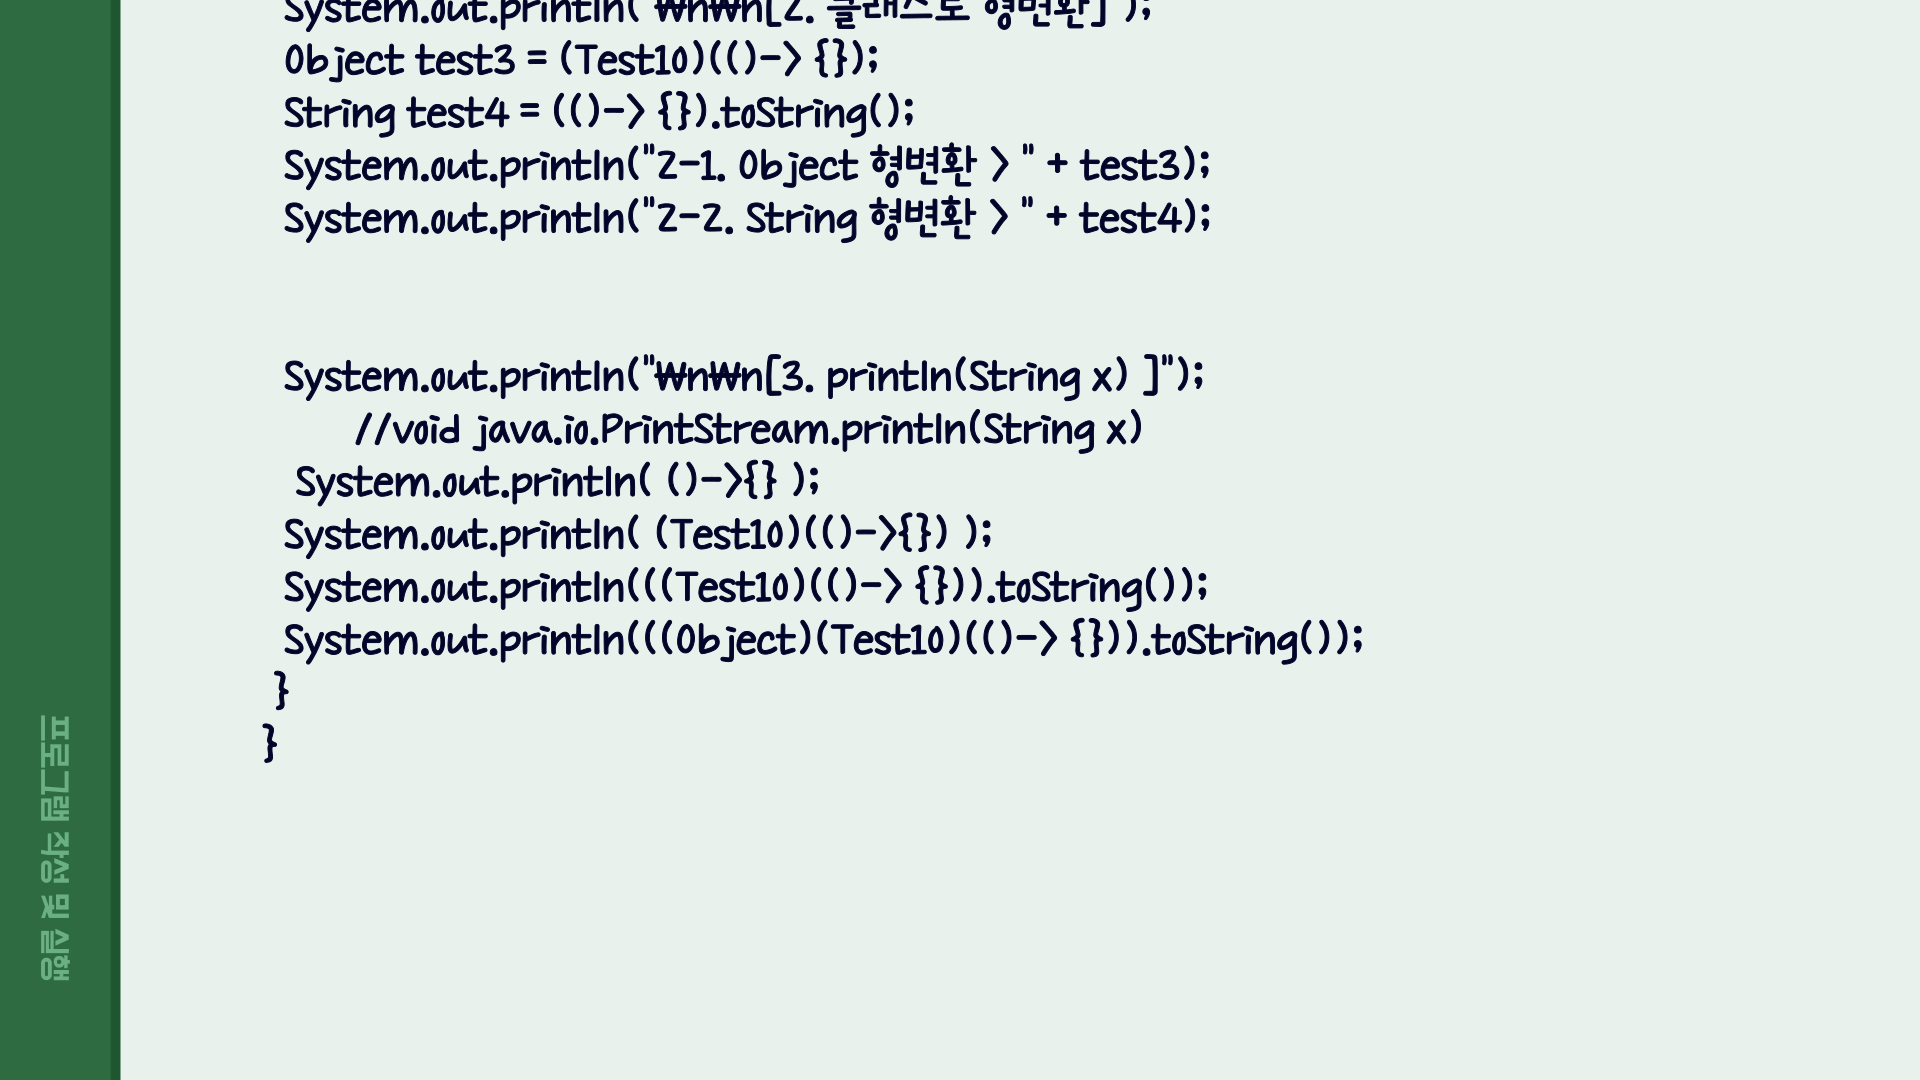 System.out.println("₩n₩n[2. 클래스로 형변환]");
Object test3 = (Test10)(()-> {});
String test4 = (()-> {}).toString();
System.out.println("2-1. Object 형변환 > " + test3);
System.out.println("2-2. String 형변환 > " + test4);
System.out.println("₩n₩n[3. println(String x) ]");
//void java.io.PrintStream.println(String x)
System.out.println( ()->{} );
System.out.println( (Test10)(()->{}) );
System.out.println(((Test10)(()-> {})).toString());
System.out.println(((Object)(Test10)(()-> {})).toString());
}
}
프로그램 작성 및 실행